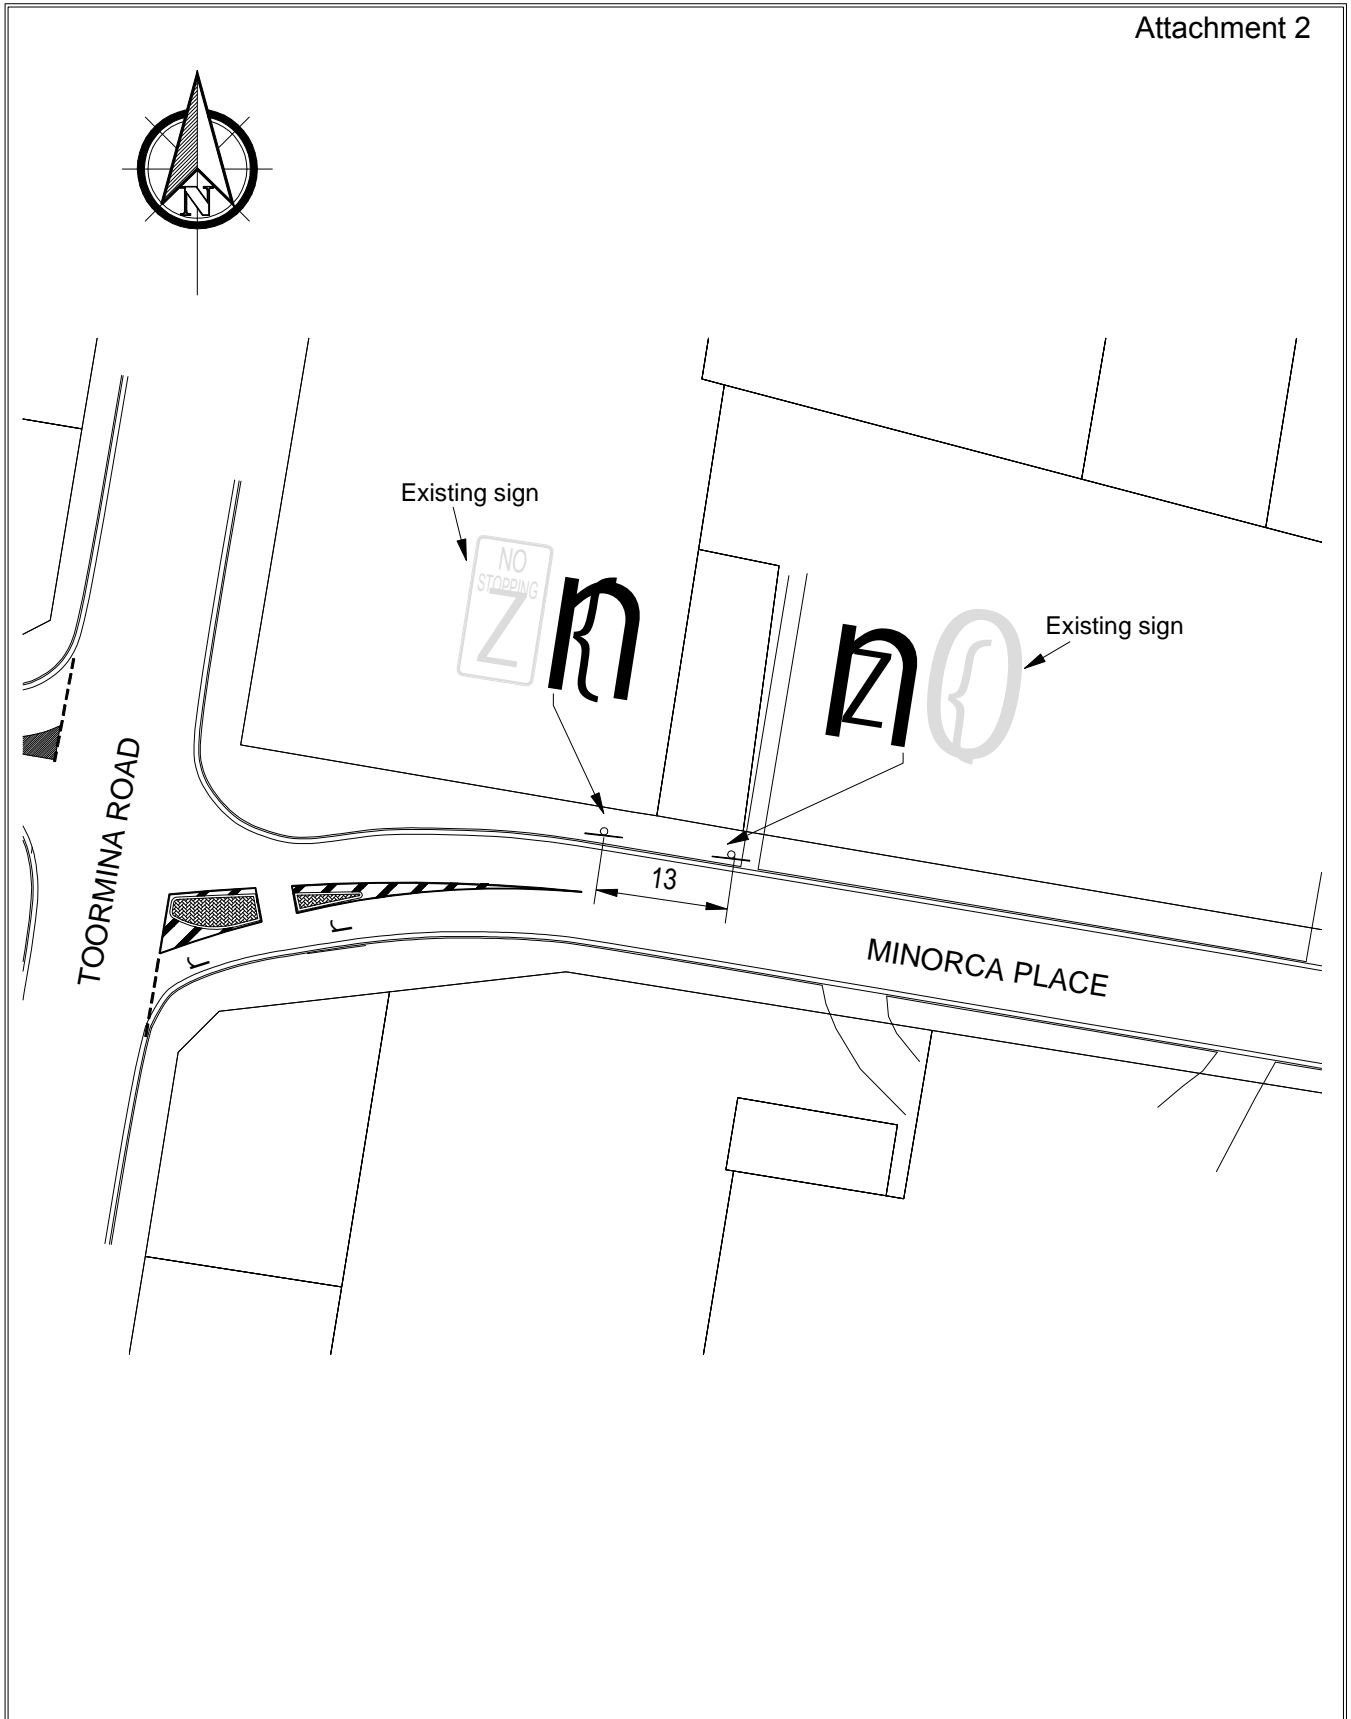 Attachment 2
N
Existing sign
NO
STOPPING
Z
n
{
n
Z
Existing sign
TOORMINA ROAD
13
MINORCA PLACE
r
r